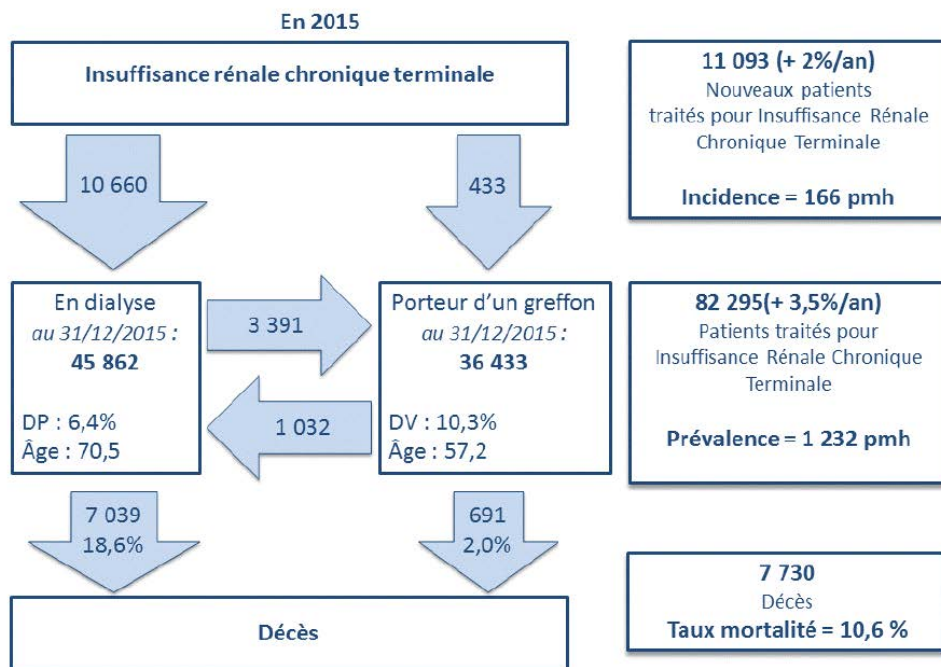 En 2015
Insuffisance rénale chronique terminale
11 093 (+ 2%/an)
Nouveaux patients
traités pour Insuffisance Rénale
Chronique Terminale
Incidence = 166 pmh
10 660
433
En dialyse
au 31/12/2015 :
45 862
DP : 6,4%
Âge : 70,5
3 391
1 032
Porteur d’un greffon
au 31/12/2015 :
36 433
DV : 10,3%
Âge : 57,2
82 295(+ 3,5%/an)
Patients traités pour
Insuffisance Rénale Chronique
Terminale
Prévalence = 1 232 pmh
7 039
18,6%
691
2,0%
Décès
7 730
Décès
Taux mortalité = 10,6 %